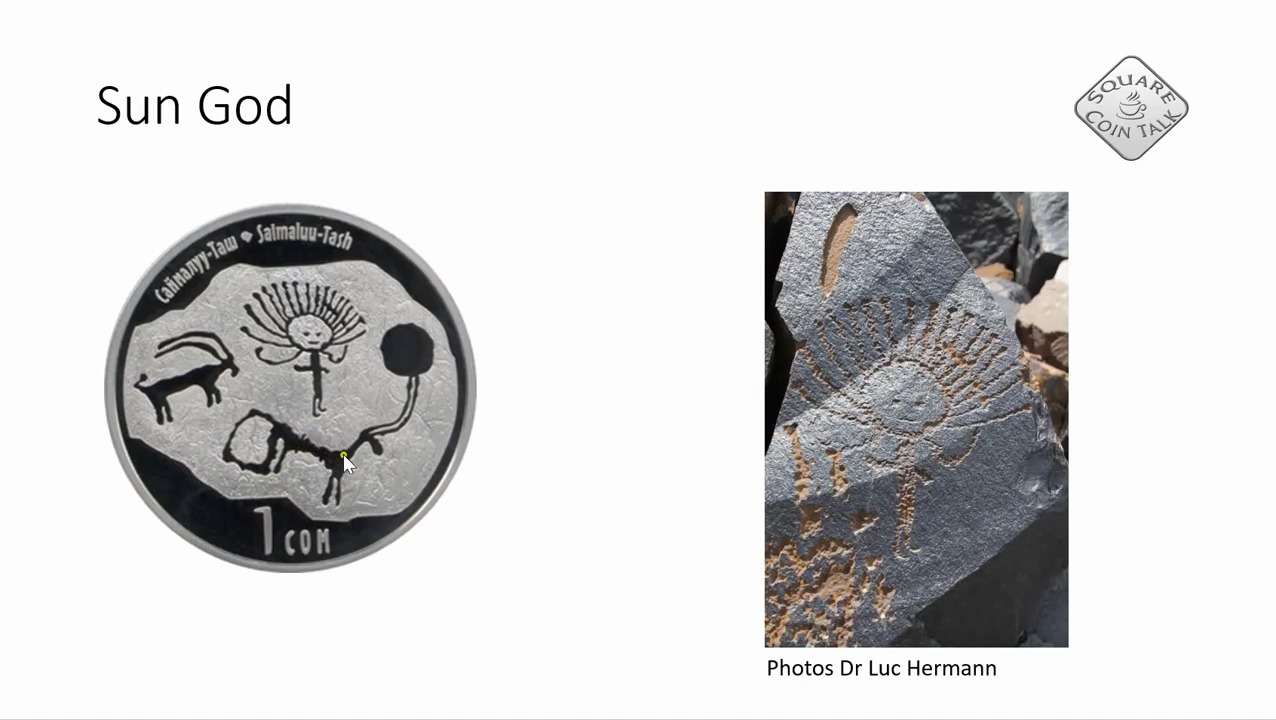 Sun God
SQUARE
COIN TALK
Саймалуу-Таш ◆ Saimaluu-Tash
1 СОМ
Photos Dr Luc Hermann